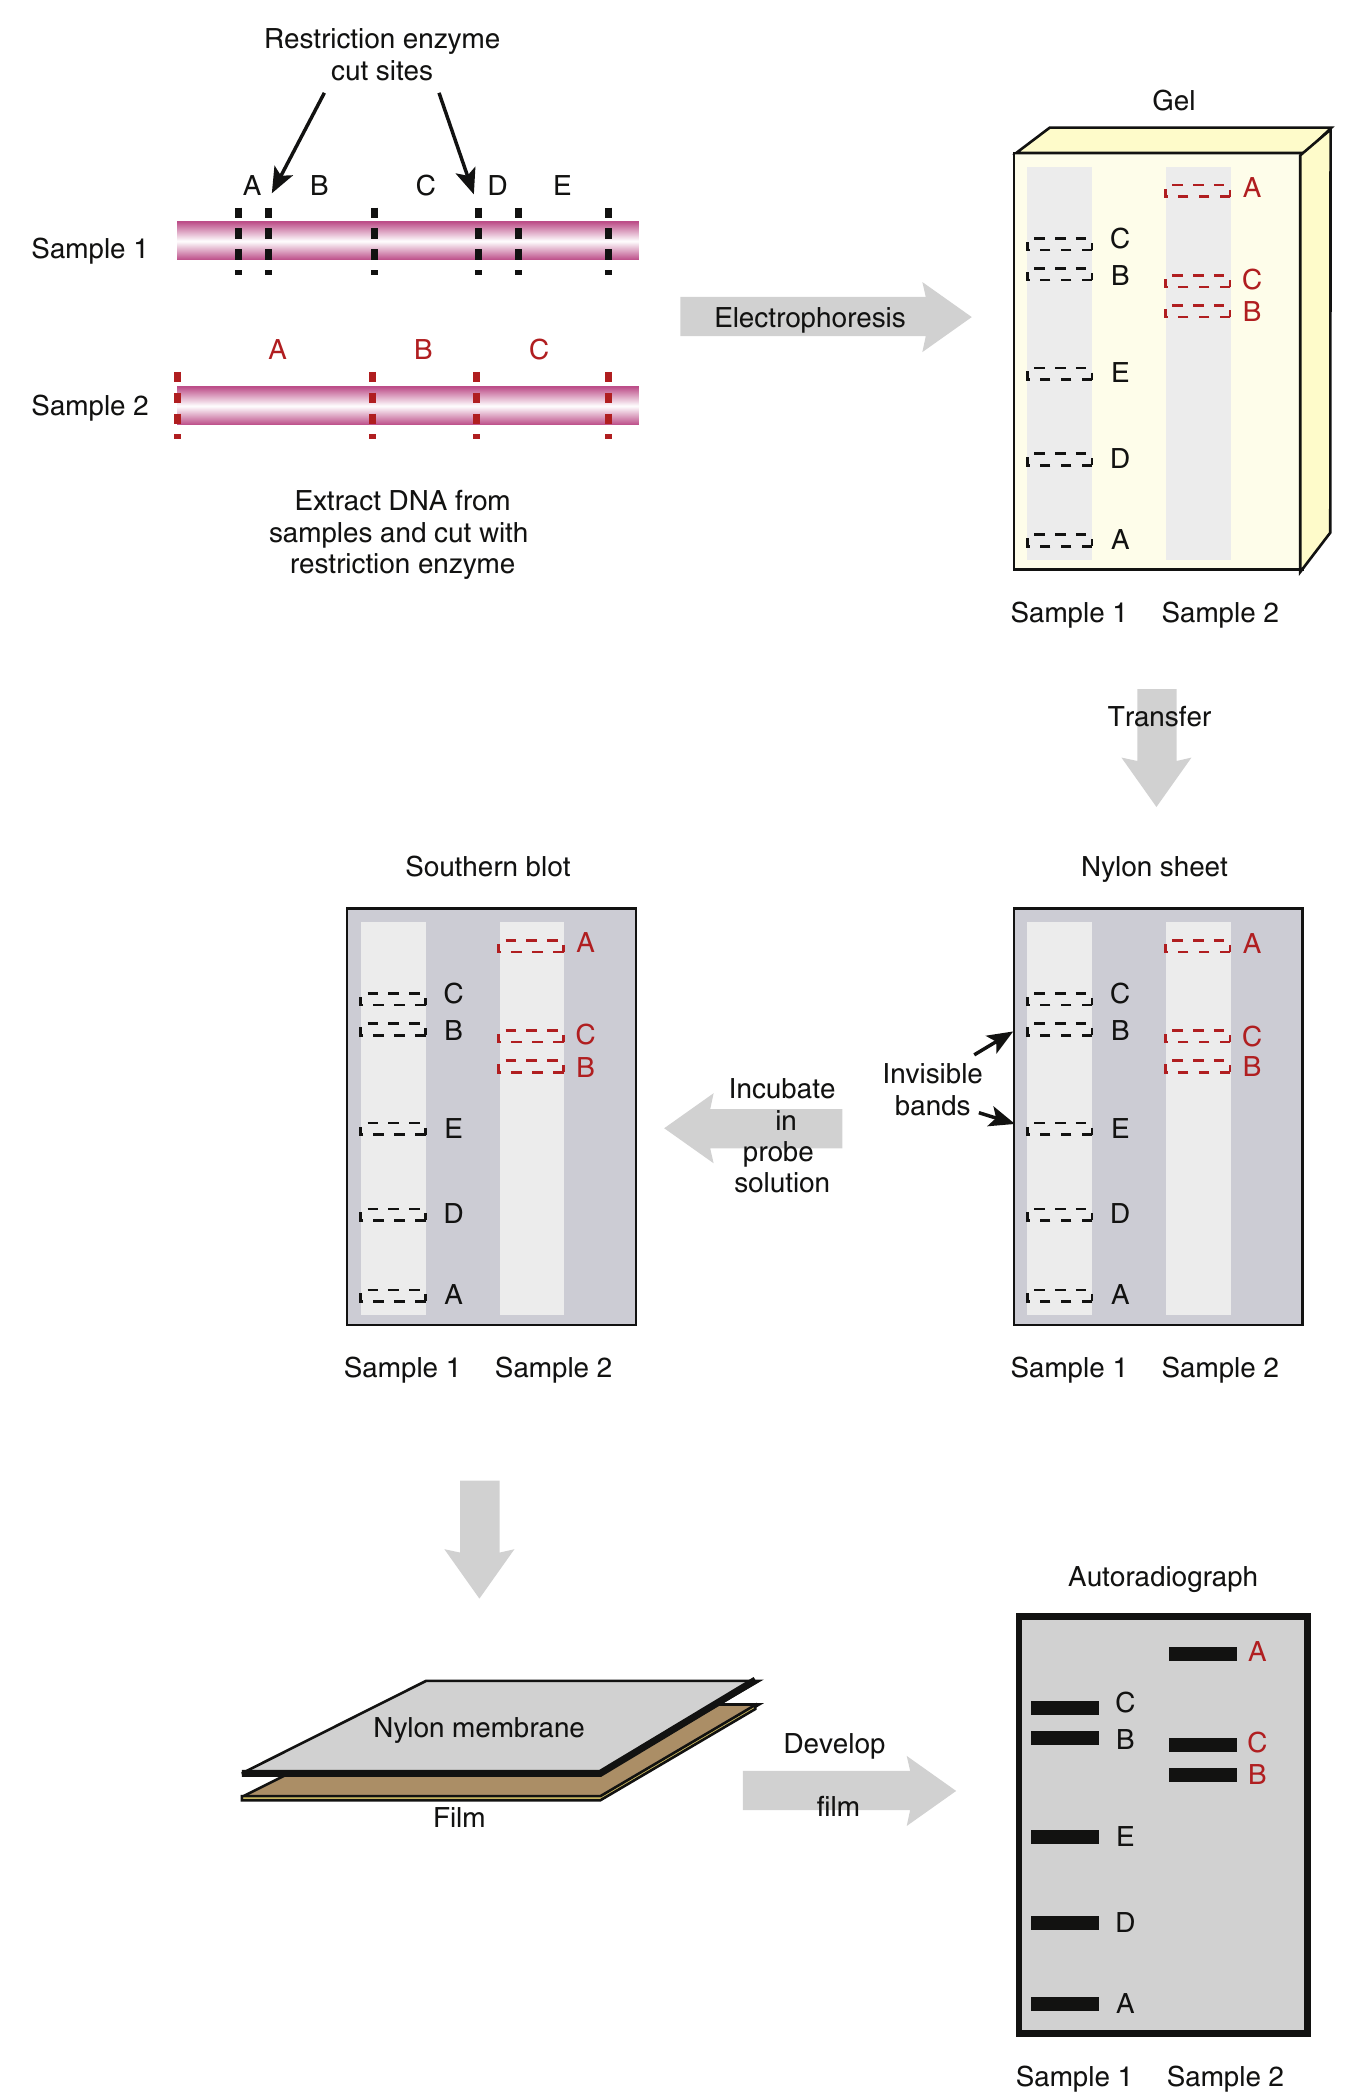 Restriction enzyme
cut sites
A B C D E
Sample 1
A B C
Sample 2
Extract DNA from
samples and cut with
restriction enzyme
Electrophoresis
Gel
A
C
C
B
B
E
D
A
Sample 1 Sample 2
Transfer
Nylon sheet
A
C
B
C
B
Invisible
bands
E
D
A
Sample 1 Sample 2
Incubate
in
probe
solution
Southern blot
A
C
B
C
B
E
D
A
Sample 1 Sample 2
Nylon membrane
Film
Develop
film
Autoradiograph
A
C
B
C
B
E
D
A
Sample 1 Sample 2